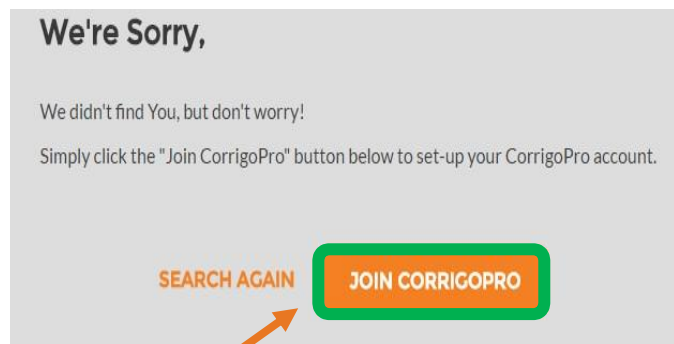 We're Sorry,
We didn't find You, but don't worry!
Simply click the "Join CorrigoPro" button below to set-up your CorrigoPro account.
SEARCH AGAIN JOIN CORRIGOPRO